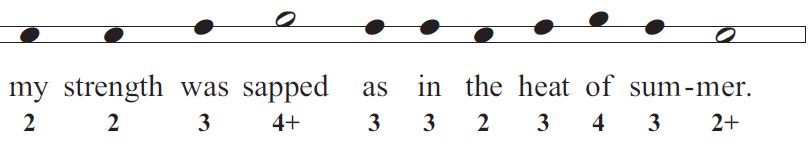 my strength was sapped as in the heat of sum-mer.
2 2 3 4+ 3 3 2 3 4 3 2+